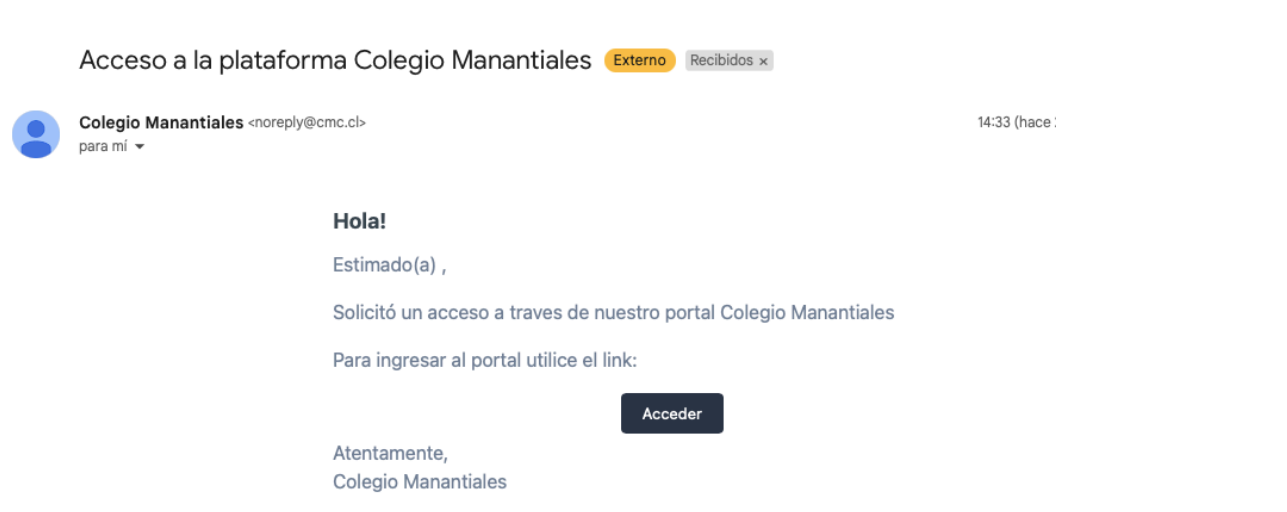 Acceso a la plataforma Colegio Manantiales Externo Recibidos ×
Colegio Manantiales <noreply@cmc.cl> 14:33 (hace
para mí
Hola!
Estimado(a) ,
Solicitó un acceso a traves de nuestro portal Colegio Manantiales
Para ingresar al portal utilice el link:
Acceder
Atentamente,
Colegio Manantiales